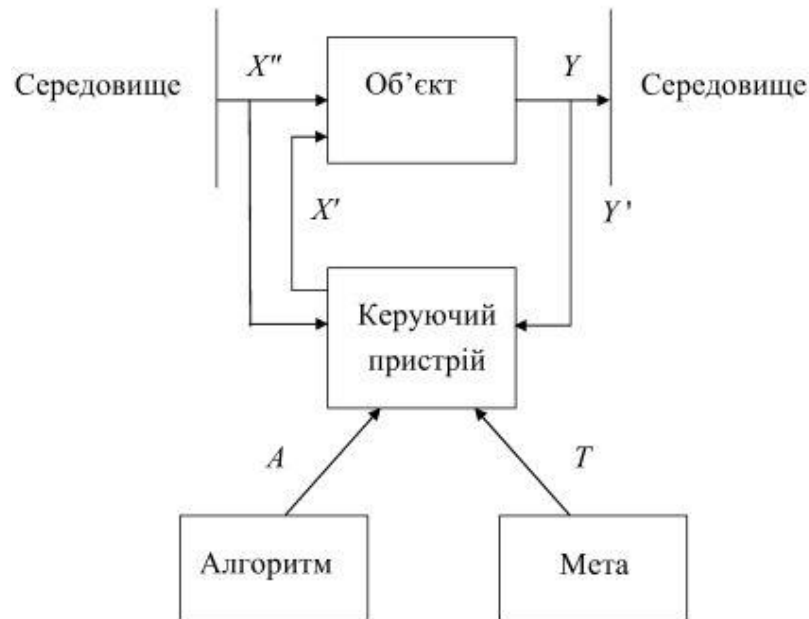 X″
Y
Середовище
Об’єкт
Середовище
X′
Y'
Керуючий
пристрій
A
T
Алгоритм
Мета